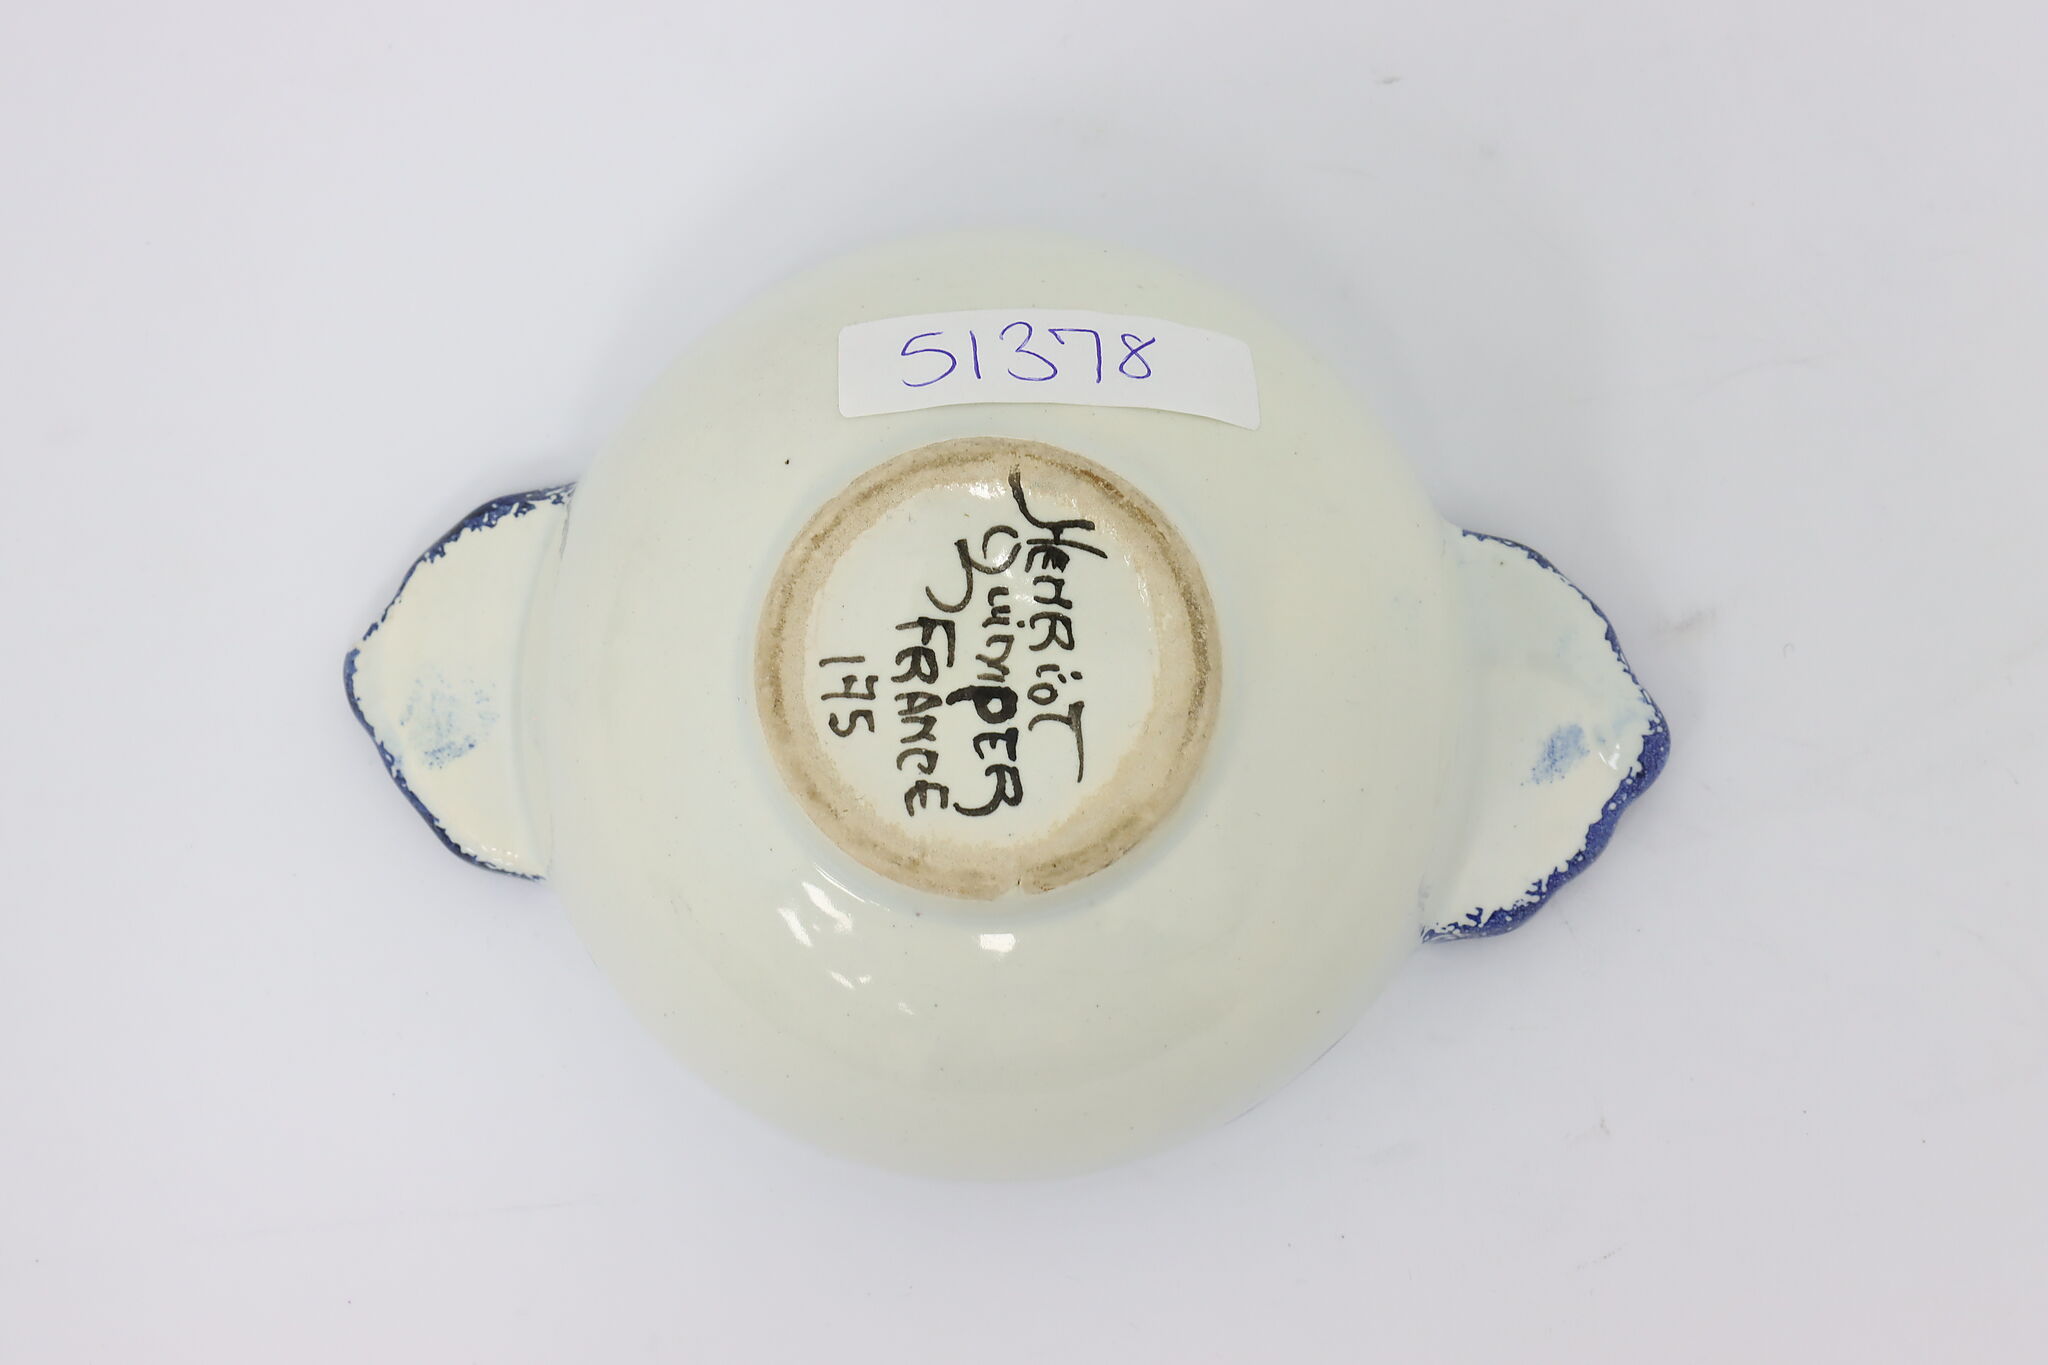 51378
HENRiOT
QuimPER
FRANCE
175